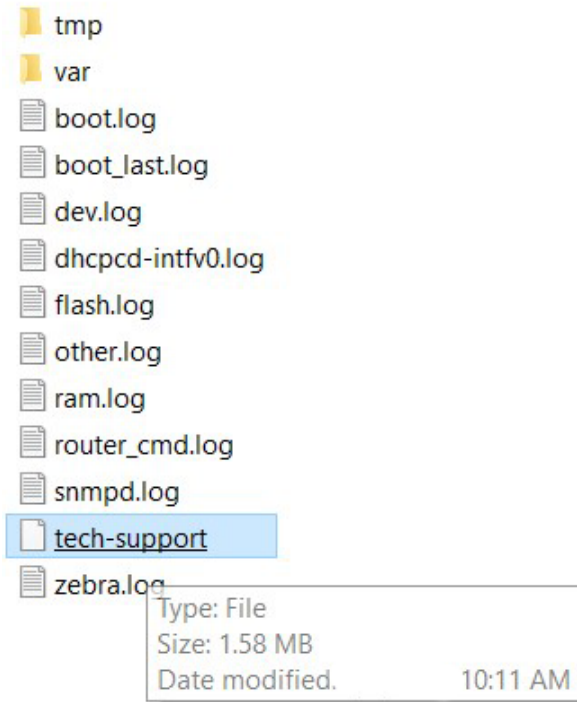 tmp
var
boot.log
boot_last.log
dev.log
dhcpcd-intfv0.log
flash.log
other.log
ram.log
router_cmd.log
snmpd.log
tech-support
zebra.log
Type: File
Size: 1.58 MB
Date modified. 10:11 AM